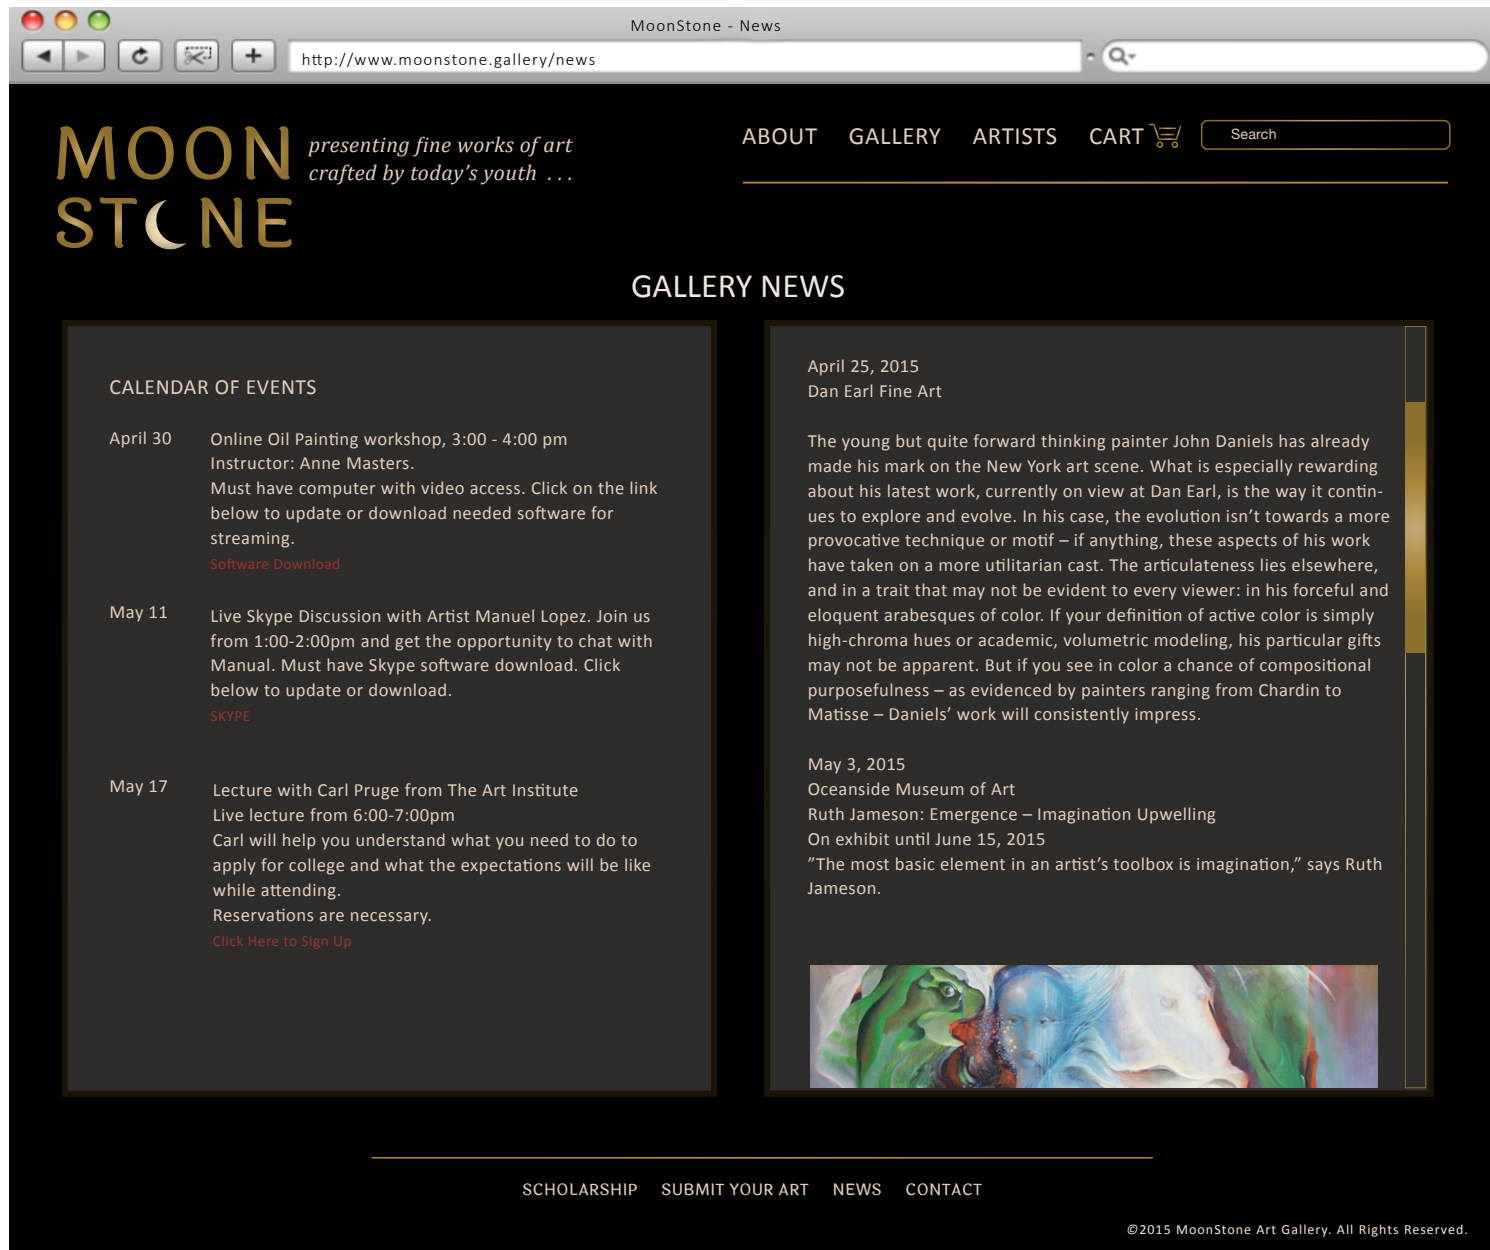 MoonStone - News
http://www.moonstone.gallery/news
MOON
STONE
presenting fine works of art
crafted by today's youth . . .
ABOUT GALLERY ARTISTS CART Search
GALLERY NEWS
CALENDAR OF EVENTS
April 30
Online Oil Painting workshop, 3:00 - 4:00 pm
Instructor: Anne Masters.
Must have computer with video access. Click on the link
below to update or download needed software for
streaming.
Software Download
May 11
Live Skype Discussion with Artist Manuel Lopez. Join us
from 1:00-2:00pm and get the opportunity to chat with
Manual. Must have Skype software download. Click
below to update or download.
SKYPE
May 17
Lecture with Carl Pruge from The Art Institute
Live lecture from 6:00-7:00pm
Carl will help you understand what you need to do to
apply for college and what the expectations will be like
while attending.
Reservations are necessary.
Click Here to Sign Up
April 25, 2015
Dan Earl Fine Art
The young but quite forward thinking painter John Daniels has already
made his mark on the New York art scene. What is especially rewarding
about his latest work, currently on view at Dan Earl, is the way it contin-
ues to explore and evolve. In his case, the evolution isn't towards a more
provocative technique or motif – if anything, these aspects of his work
have taken on a more utilitarian cast. The articulateness lies elsewhere,
and in a trait that may not be evident to every viewer: in his forceful and
eloquent arabesques of color. If your definition of active color is simply
high-chroma hues or academic, volumetric modeling, his particular gifts
may not be apparent. But if you see in color a chance of compositional
purposefulness – as evidenced by painters ranging from Chardin to
Matisse – Daniels' work will consistently impress.
May 3, 2015
Oceanside Museum of Art
Ruth Jameson: Emergence – Imagination Upwelling
On exhibit until June 15, 2015
”The most basic element in an artist's toolbox is imagination,” says Ruth
Jameson.
SCHOLARSHIP SUBMIT YOUR ART NEWS CONTACT
©2015 MoonStone Art Gallery. All Rights Reserved.